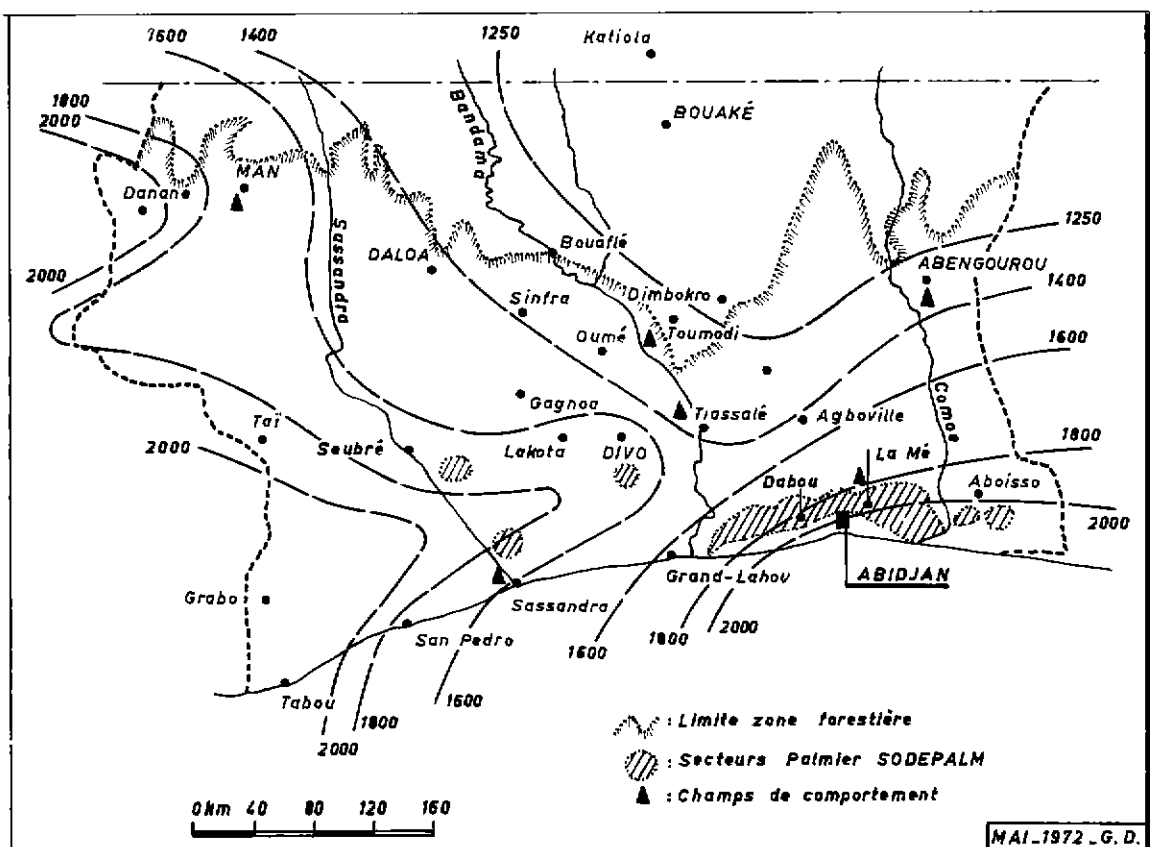 1600
1400
1250
Katiola
1800
2000
Bandama
BOUAKÉ
MAN
Danan
Sassandra
1250
DALOA
Bouaflé
ABENGOUROU
2000
Sinfra
Dimbokro
1400
Oumé
Toumodi
1600
Gagnoa
Comoe
Taï
Tiassalé
Agboville
2000
Soubré
Lakota
DIVO
1800
La Mé
Dabou
Aboisso
2000
Grand-Lahou
ABIDJAN
Grabo
Sassandra
San Pedro
1600
1800
2000
Tabou
1600
1800
2000
: Limite zone forestière
: Secteurs Palmier SODEPALM
: Champs de comportement
0 km 40 80 120 160
MAI_1972_G.D.